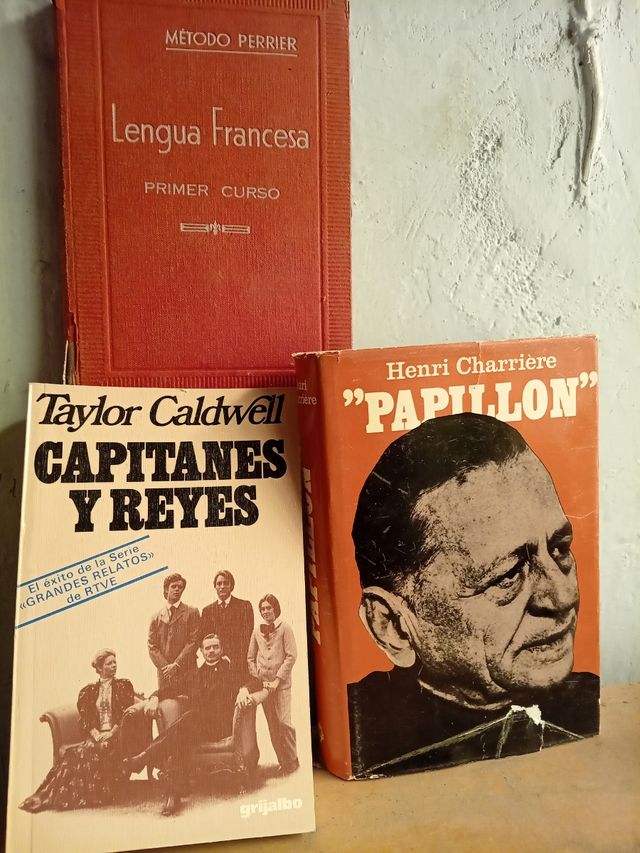 MÉTODO PERRIER
Lengua Francesa
PRIMER CURSO
Taylor Caldwell
CAPITANES
Y REYES
El éxito de la Serie
«GRANDES RELATOS»
de RTVE
grijalbo
Henri Charrière
"PAPILLON"
PAPILLON